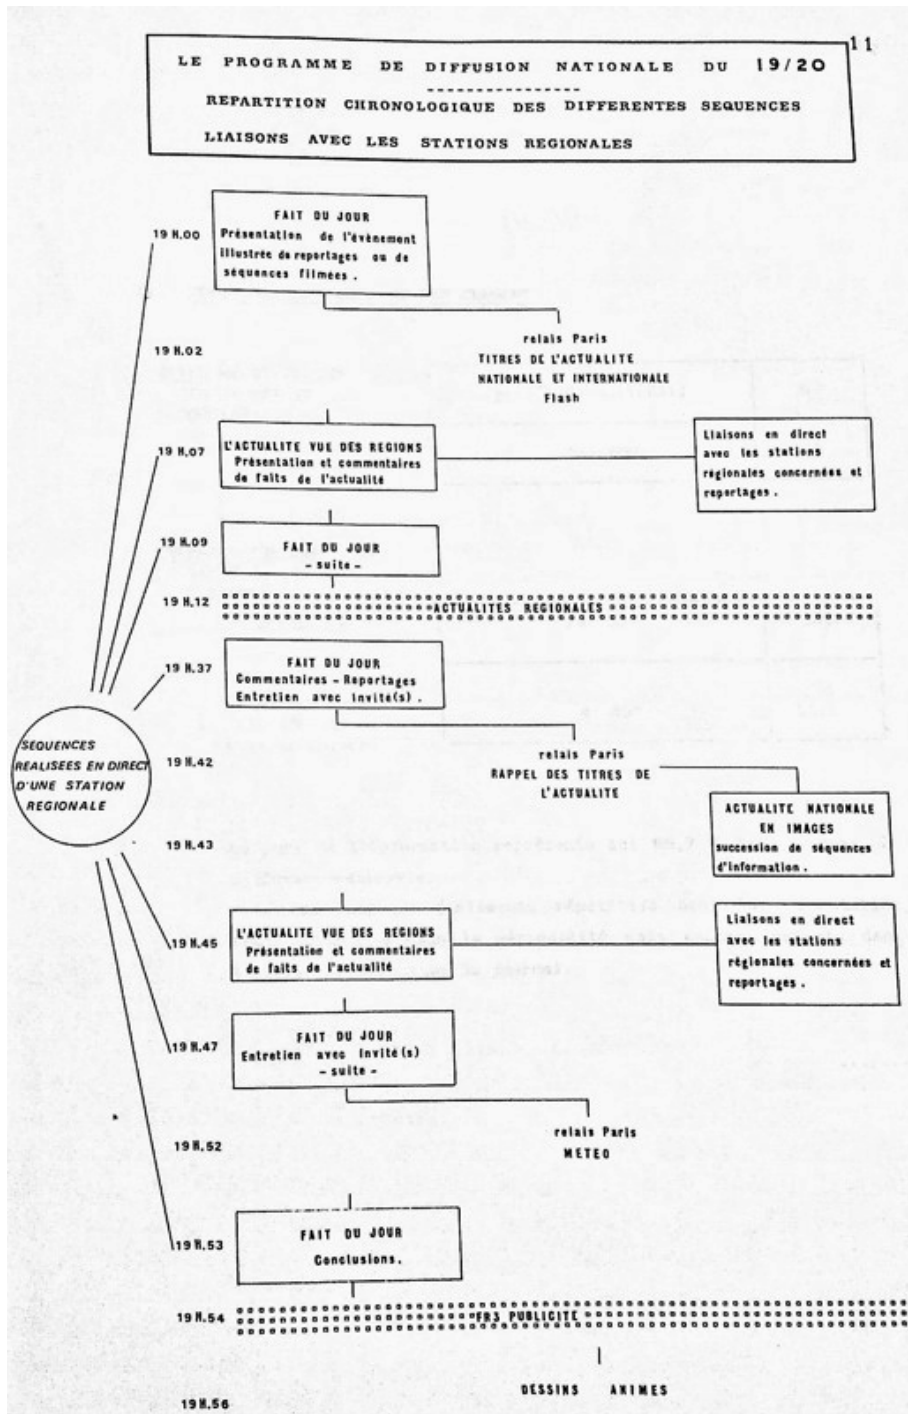 11
LE PROGRAMME DE DIFFUSION NATIONALE DU 19/20
REPARTITION CHRONOLOGIQUE DES DIFFERENTES SEQUENCES
LIAISONS AVEC LES STATIONS REGIONALES
19 H.00
FAIT DU JOUR
Présentation de l'évènement
illustrée de reportages ou de
séquences filmées.
19 H.02
relais Paris
TITRES DE L'ACTUALITE
NATIONALE ET INTERNATIONALE
Flash
19 H.07
L'ACTUALITE VUE DES REGIONS
Présentation et commentaires
de faits de l'actualité
Liaisons en direct
avec les stations
régionales concernées et
reportages.
19 H.09
FAIT DU JOUR
- suite -
19 H.12
ACTUALITES REGIONALES
19 H.37
FAIT DU JOUR
Commentaires - Reportages
Entretien avec invité(s).
SEQUENCES
REALISEES EN DIRECT
D'UNE STATION
REGIONALE
19 H.42
relais Paris
RAPPEL DES TITRES DE
L'ACTUALITE
19 H.43
ACTUALITE NATIONALE
EN IMAGES
succession de séquences
d'information.
19 H.45
L'ACTUALITE VUE DES REGIONS
Présentation et commentaires
de faits de l'actualité
Liaisons en direct
avec les stations
régionales concernées et
reportages.
19 H.47
FAIT DU JOUR
Entretien avec invité(s)
- suite -
19 H.52
relais Paris
METEO
19 H.53
FAIT DU JOUR
Conclusions.
19 H.54
FR3 PUBLICITE
DESSINS ANIMES
19 H.56